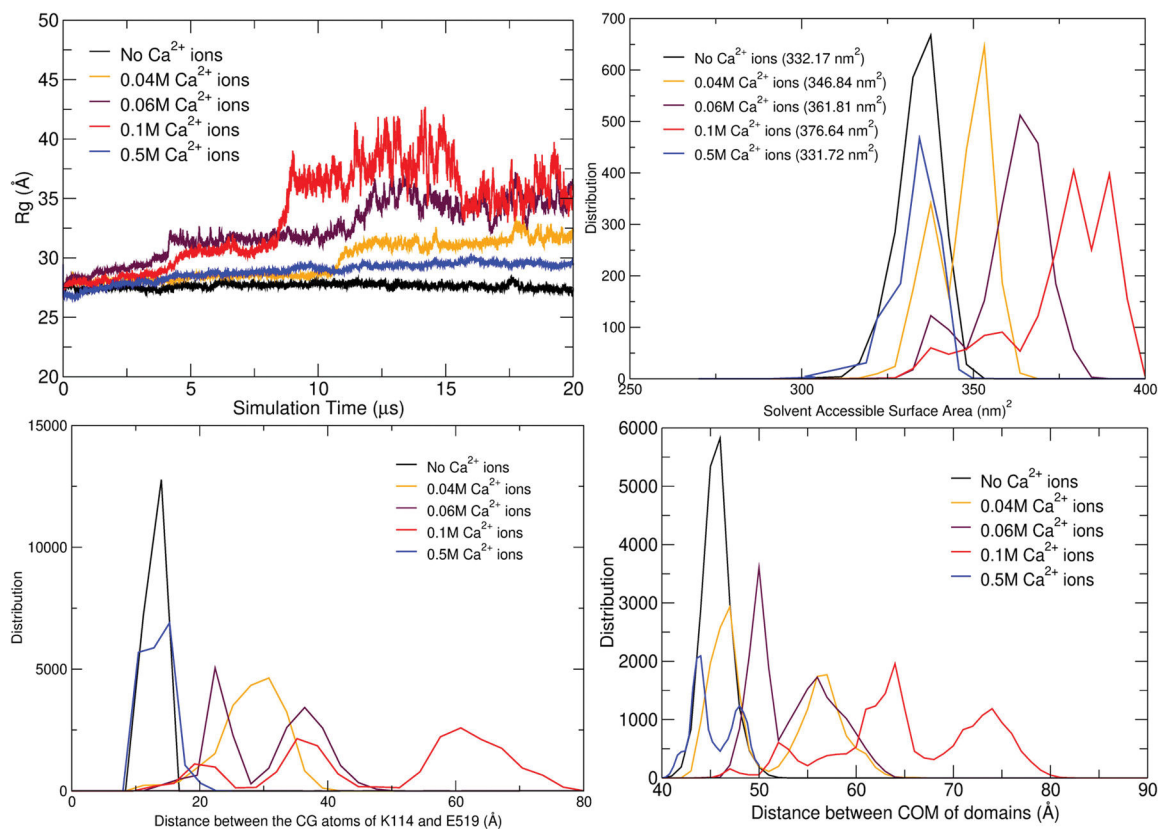 50
45
40
35
30
25
20
Rg (Å)
No Ca²⁺ ions
0.04M Ca²⁺ ions
0.06M Ca²⁺ ions
0.1M Ca²⁺ ions
0.5M Ca²⁺ ions
0 5 10 15 20
Simulation Time (μs)
700
600
500
400
300
200
100
0
Distribution
No Ca²⁺ ions (332.17 nm²)
0.04M Ca²⁺ ions (346.84 nm²)
0.06M Ca²⁺ ions (361.81 nm²)
0.1M Ca²⁺ ions (376.64 nm²)
0.5M Ca²⁺ ions (331.72 nm²)
250 300 350 400
Solvent Accessible Surface Area (nm)²
15000
10000
5000
0
Distribution
No Ca²⁺ ions
0.04M Ca²⁺ ions
0.06M Ca²⁺ ions
0.1M Ca²⁺ ions
0.5M Ca²⁺ ions
0 20 40 60 80
Distance between the CG atoms of K114 and E519 (Å)
6000
5000
4000
3000
2000
1000
0
Distribution
No Ca²⁺ ions
0.04M Ca²⁺ ions
0.06M Ca²⁺ ions
0.1M Ca²⁺ ions
0.5M Ca²⁺ ions
40 50 60 70 80 90
Distance between COM of domains (Å)